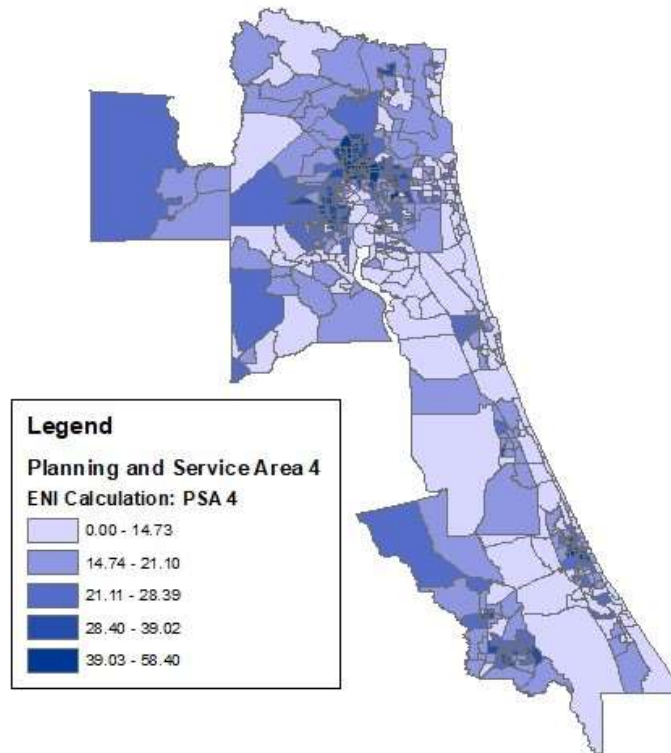 Legend
Planning and Service Area 4
ENI Calculation: PSA 4
0.00 - 14.73
14.74 - 21.10
21.11 - 28.39
28.40 - 39.02
39.03 - 58.40